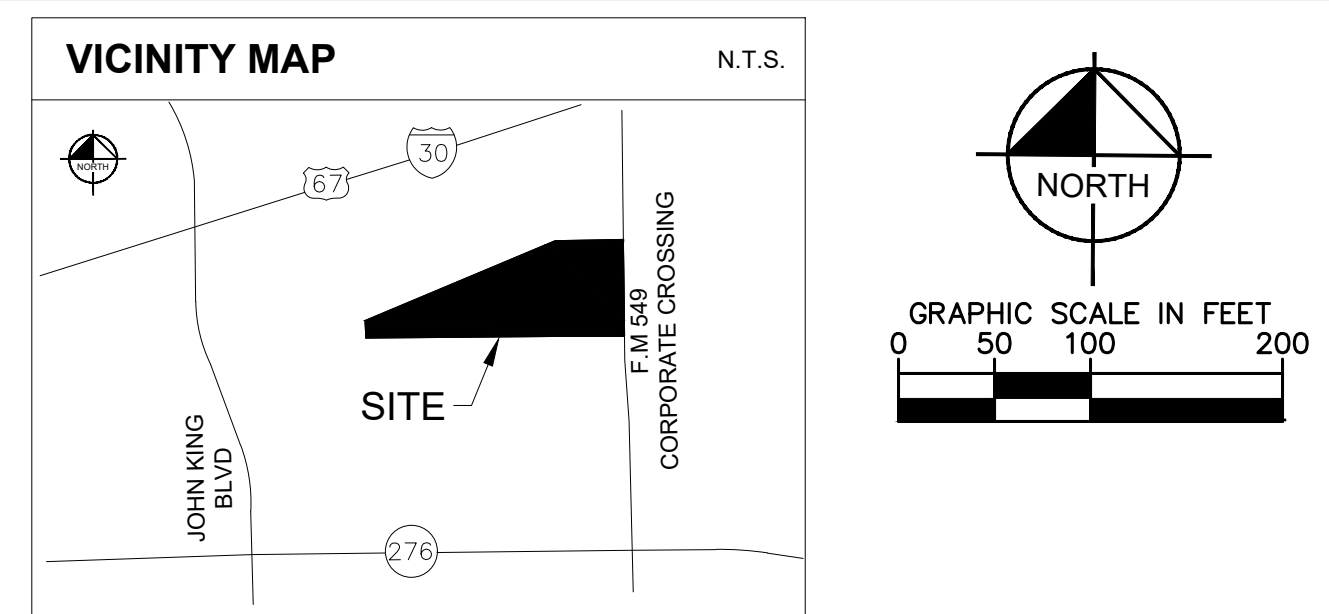 VICINITY MAP
N.T.S.
NORTH
30
67
F.M 549
CORPORATE CROSSING
SITE
JOHN KING
BLVD
276
NORTH
GRAPHIC SCALE IN FEET
0 50 100 200